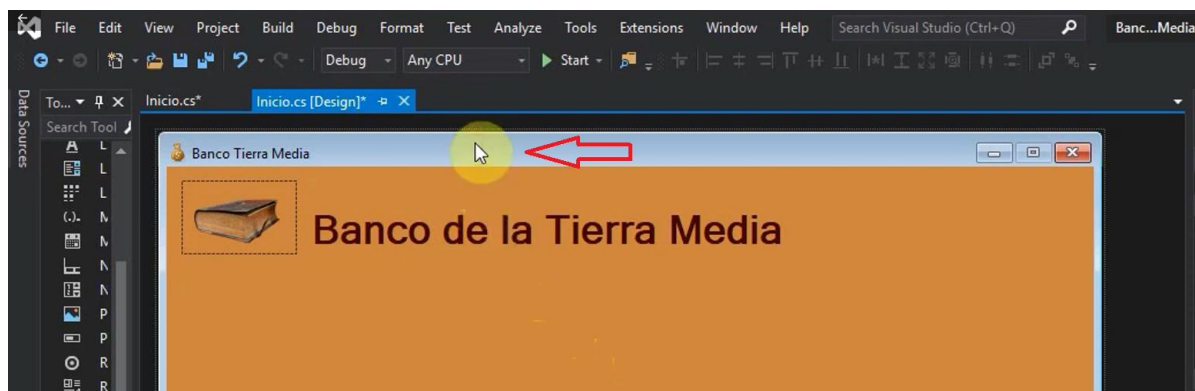 File Edit View Project Build Debug Format Test Analyze Tools Extensions Window Help Search Visual Studio (Ctrl+Q) Banc...Media
Debug Any CPU Start
Data Sources
To... Inicio.cs* Inicio.cs [Design]*
Search Tool
L
L
L
M
M
N
N
P
P
R
R
Banco Tierra Media
Banco de la Tierra Media